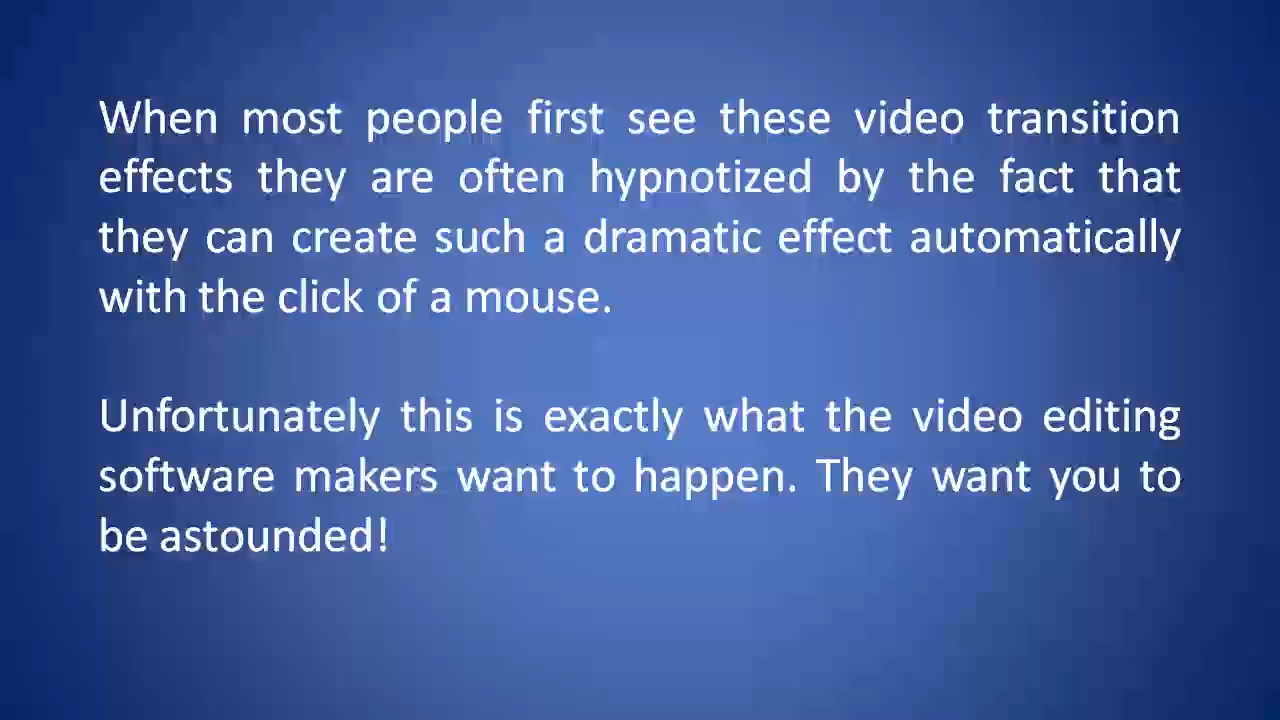 When most people first see these video transition
effects they are often hypnotized by the fact that
they can create such a dramatic effect automatically
with the click of a mouse.
Unfortunately this is exactly what the video editing
software makers want to happen. They want you to
be astounded!